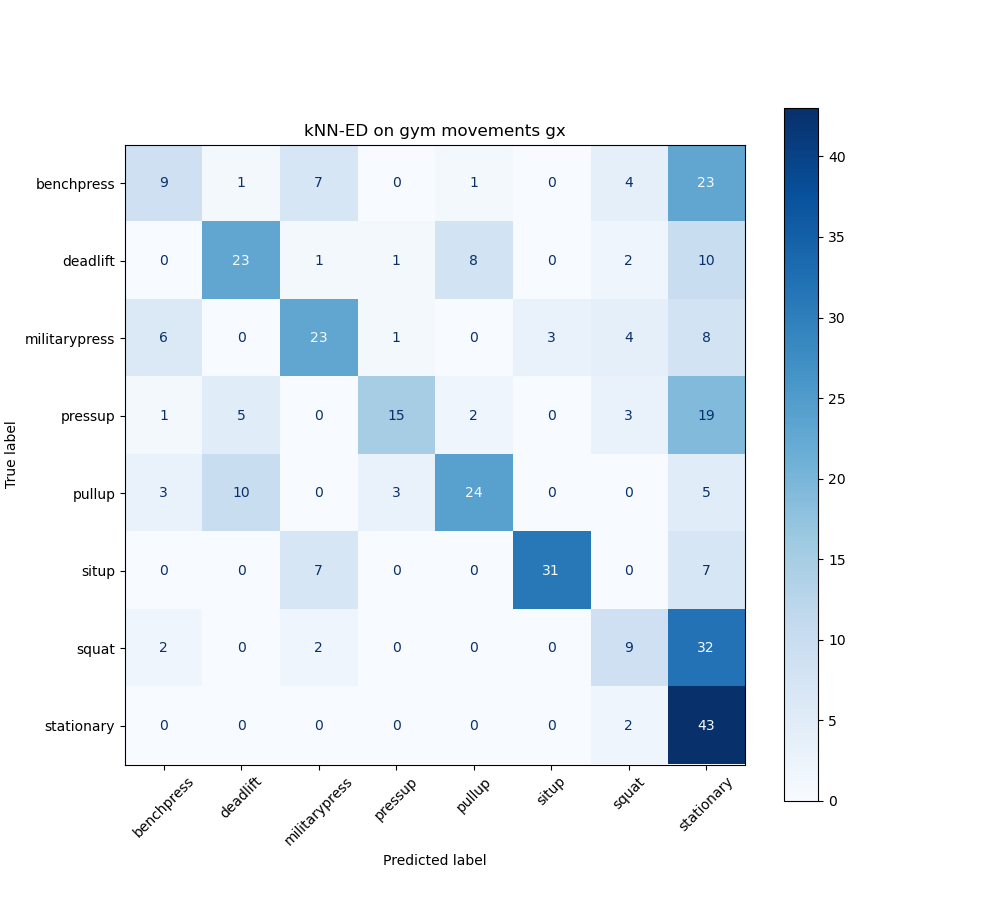 kNN-ED on gym movements gx
True label
benchpress 9 1 7 0 1 0 4 23
deadlift 0 23 1 1 8 0 2 10
militarypress 6 0 23 1 0 3 4 8
pressup 1 5 0 15 2 0 3 19
pullup 3 10 0 3 24 0 0 5
situp 0 0 7 0 0 31 0 7
squat 2 0 2 0 0 0 9 32
stationary 0 0 0 0 0 0 2 43
benchpress deadlift militarypress pressup pullup situp squat stationary
Predicted label
40
35
30
25
20
15
10
5
0